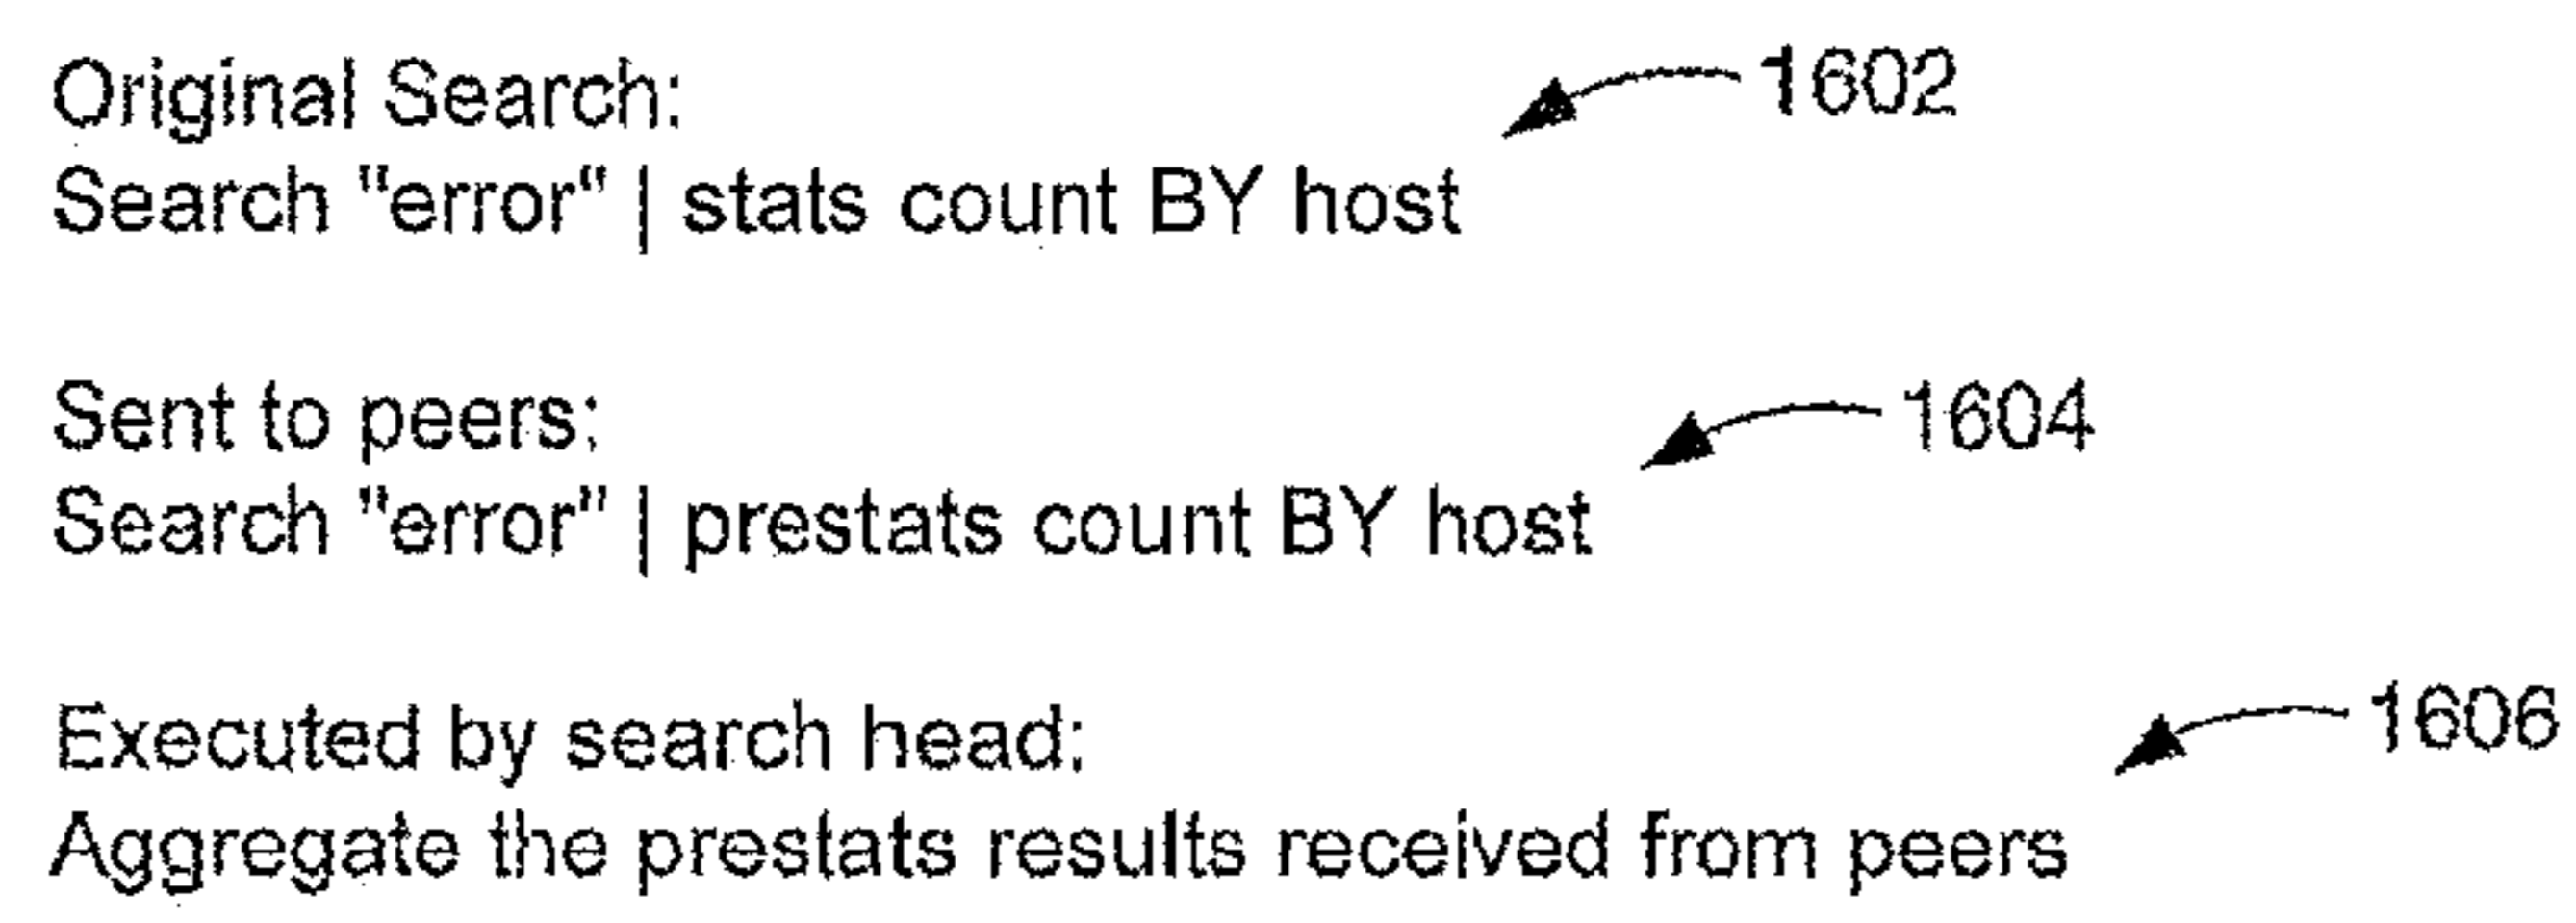 Original Search:
1602
Search "error" | stats count BY host
Sent to peers:
1604
Search "error" | prestats count BY host
Executed by search head:
1606
Aggregate the prestats results received from peers